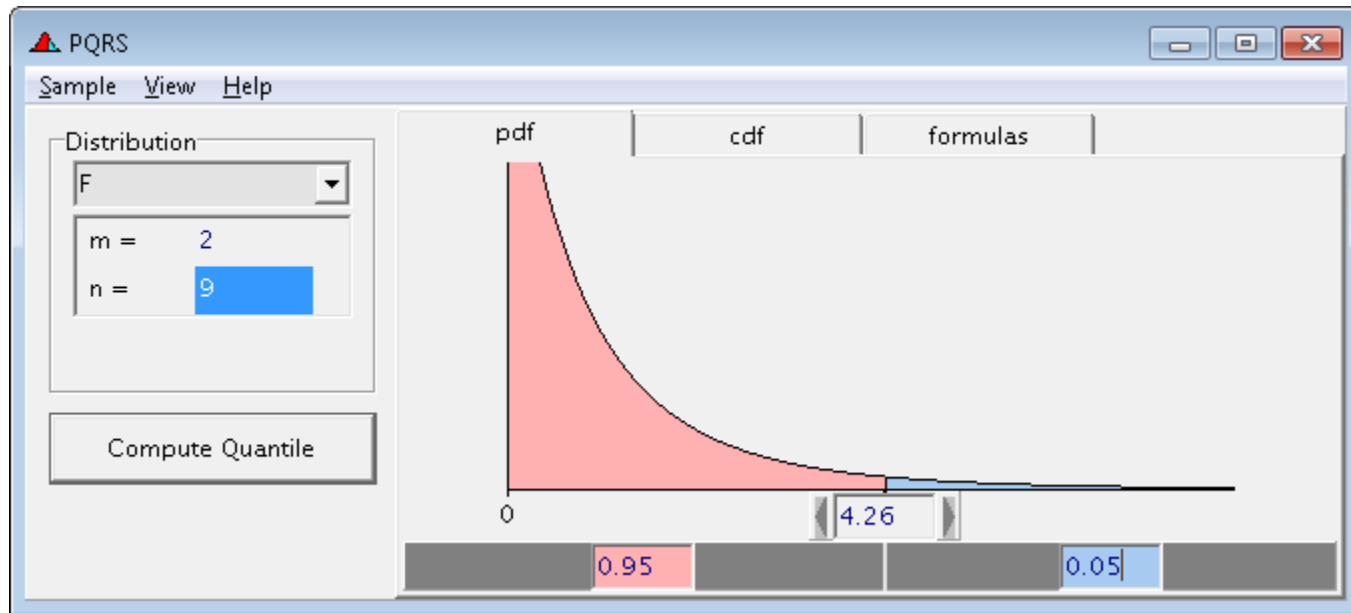 PQRS
Sample View Help
Distribution
F
m = 2
n = 9
Compute Quantile
pdf cdf formulas
0
4.26
0.95 0.05